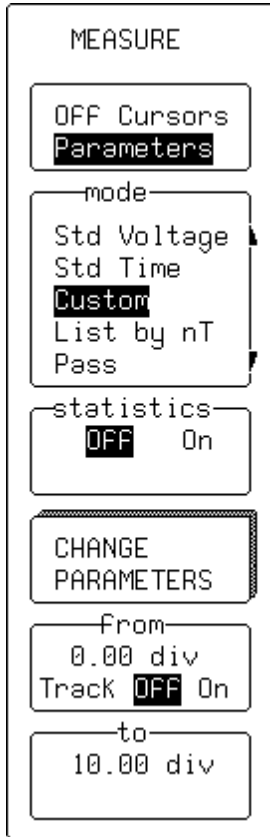 MEASURE
OFF Cursors
Parameters
mode
Std Voltage
Std Time
Custom
List by nT
Pass
statistics
OFF On
CHANGE
PARAMETERS
from
0.00 div
Track OFF On
to
10.00 div